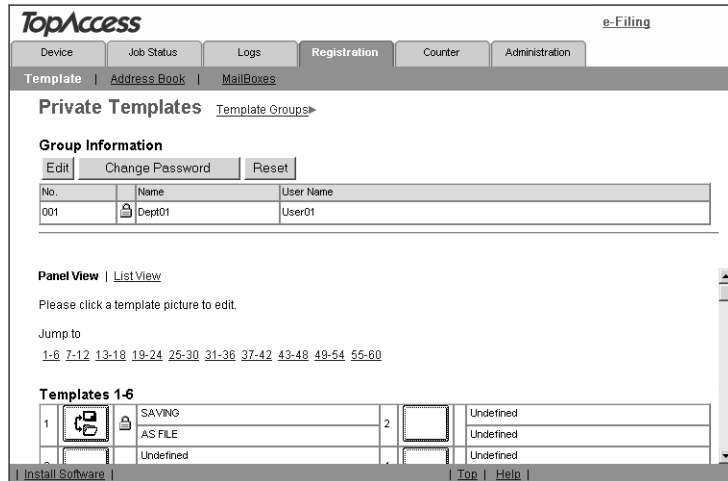 TopAccess
e-Filing
Device Job Status Logs Registration Counter Administration
Template | Address Book | MailBoxes
Private Templates Template Groups
Group Information
Edit Change Password Reset
No. Name User Name
001 Dept01 User01
Panel View | List View
Please click a template picture to edit.
Jump to
1-6 7-12 13-18 19-24 25-30 31-36 37-42 43-48 49-54 55-60
Templates 1-6
1 SAVING 2 Undefined
AS FILE Undefined
Undefined Undefined
| Install Software | | Top | Help |